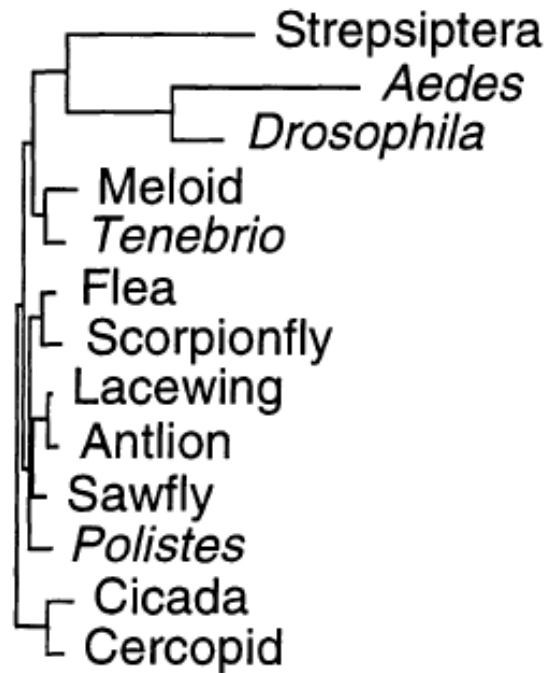 Strepsiptera
Aedes
Drosophila
Meloid
Tenebrio
Flea
Scorpionfly
Lacewing
Antlion
Sawfly
Polistes
Cicada
Cercopid